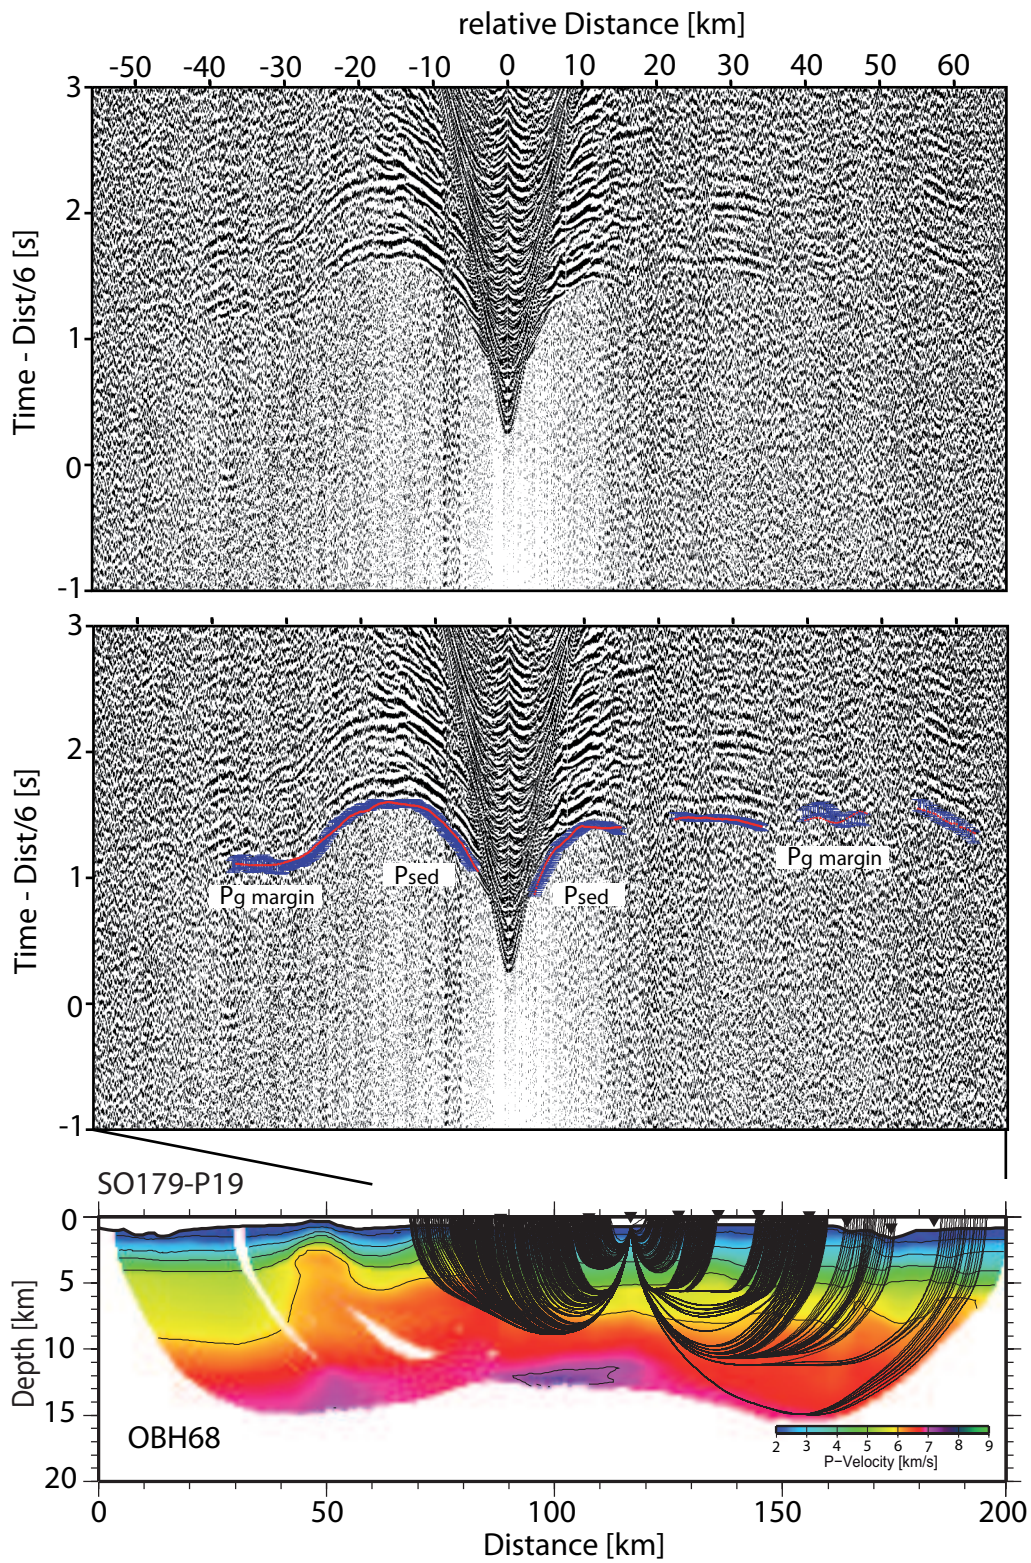 relative Distance [km]
-50 -40 -30 -20 -10 0 10 20 30 40 50 60
3
2
1
0
-1
Time - Dist/6 [s]
3
2
1
0
-1
Time - Dist/6 [s]
Pg margin
Psed
Psed
Pg margin
SO179-P19
0
5
10
15
20
Depth [km]
OBH68
2 3 4 5 6 7 8 9
P-Velocity [km/s]
0 50 100 150 200
Distance [km]